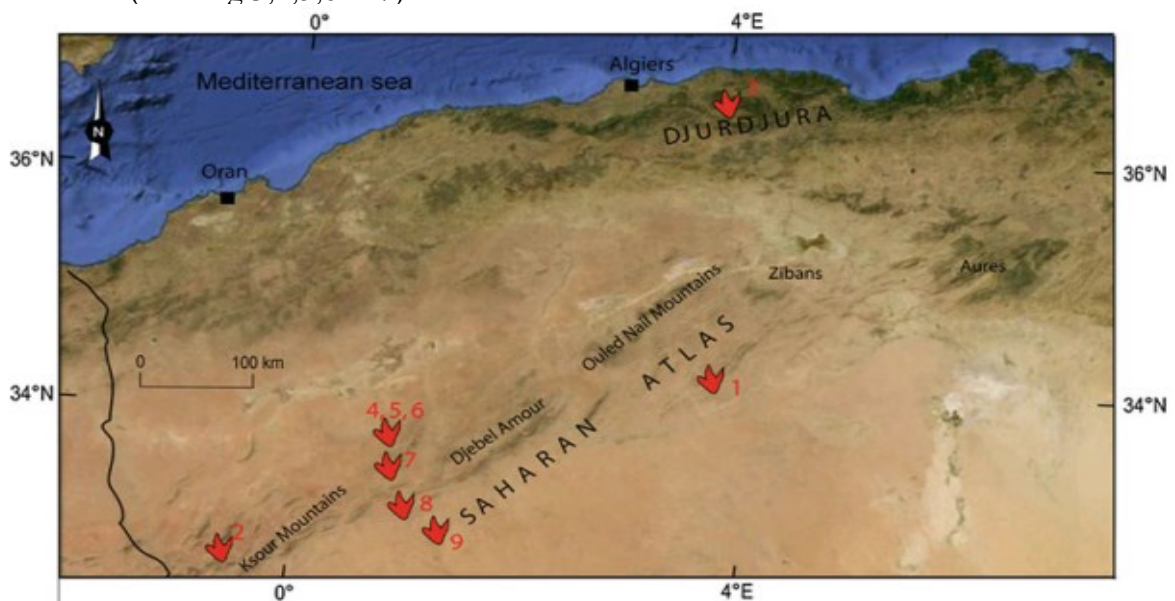 0°
4°E
Mediterranean sea
Algiers
3
DJURDJURA
N
36°N
36°N
Oran
Zibans
Aures
Ouled Nail Mountains
ATLAS
0
100 km
34°N
34°N
1
4, 5, 6
Djebel Amour
7
SAHARAN
8
Ksour Mountains
2
9
0°
4°E